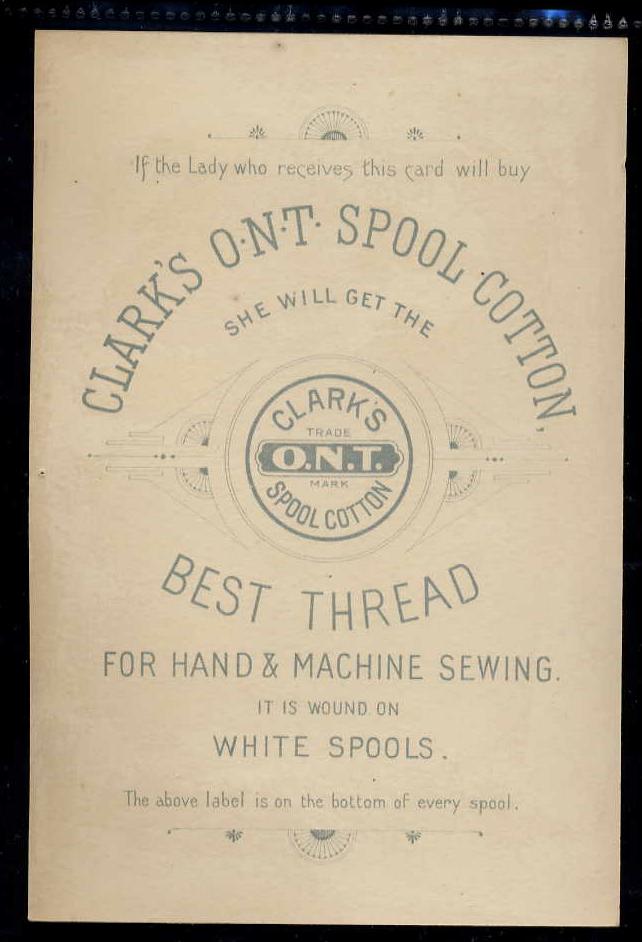 If the Lady who receives this card will buy
CLARK'S O·N·T· SPOOL COTTON,
SHE WILL GET THE
CLARK'S
TRADE
O.N.T.
MARK
SPOOL COTTON
BEST THREAD
FOR HAND & MACHINE SEWING.
IT IS WOUND ON
WHITE SPOOLS.
The above label is on the bottom of every spool.